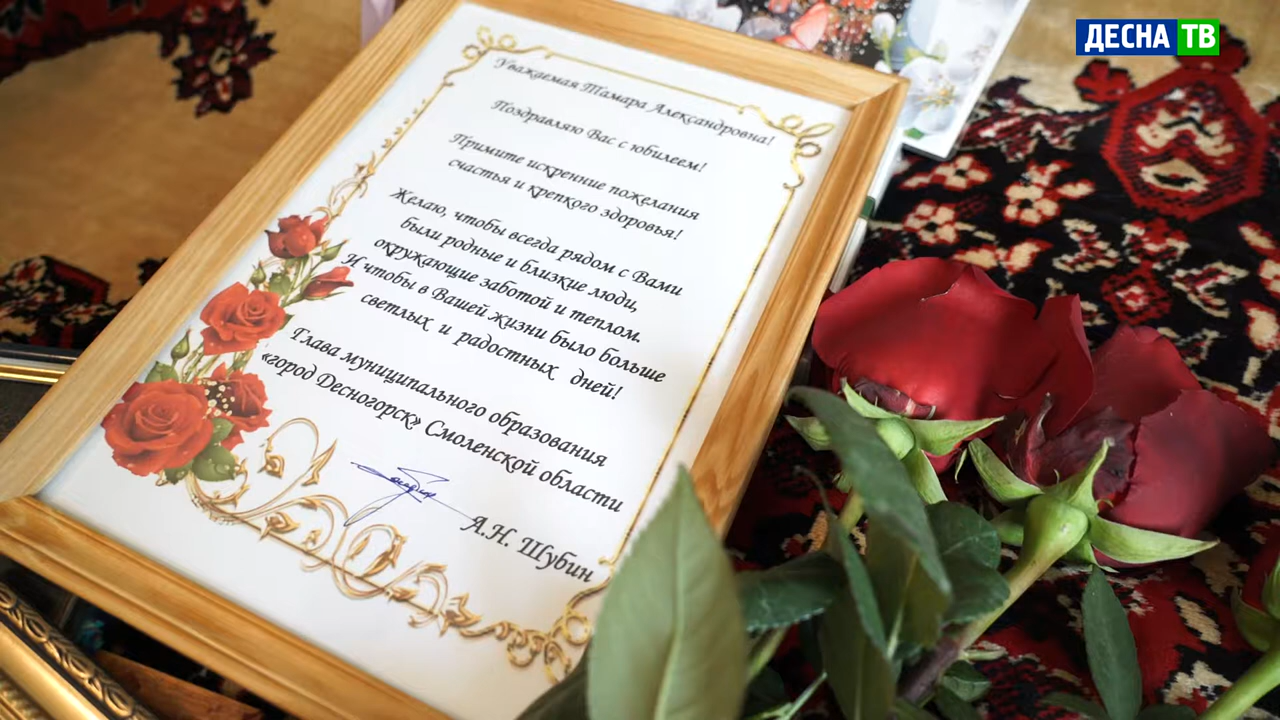 ДЕСНА ТВ
Уважаемая Тамара Александровна!
Поздравляю Вас с юбилеем!
Примите искренние пожелания
счастья и крепкого здоровья!
Желаю, чтобы всегда рядом с Вами
были родные и близкие люди,
окружающие заботой и теплом.
И чтобы в Вашей жизни было больше
светлых и радостных дней!
Глава муниципального образования
«город Десногорск» Смоленской области
А.Н. Шубин